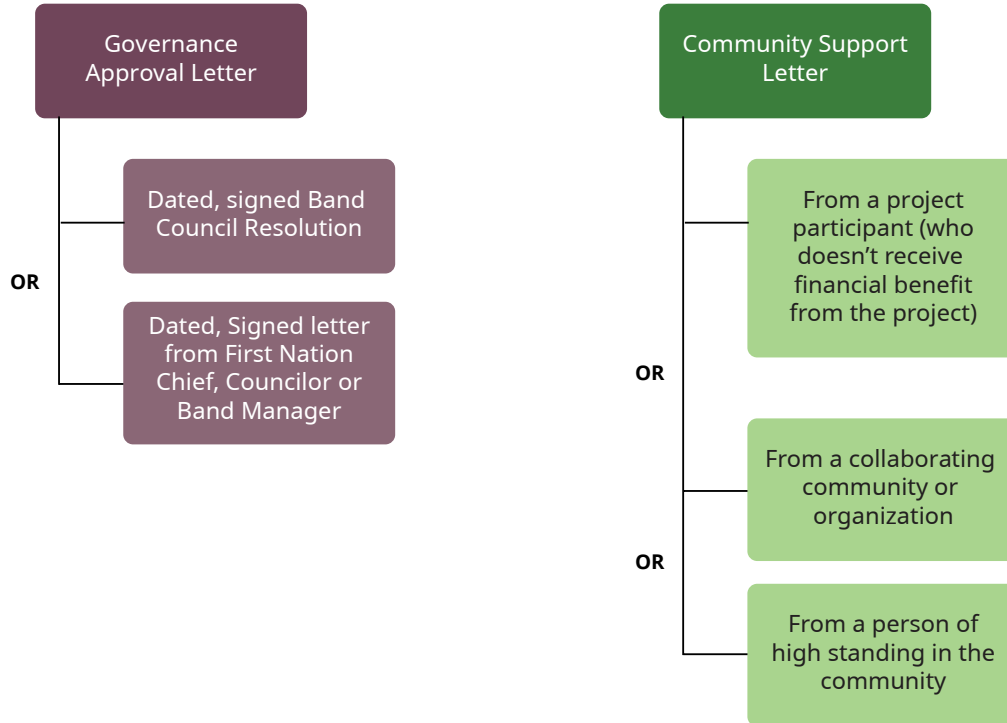 Governance
Approval Letter
Dated, signed Band
Council Resolution
OR
Dated, Signed letter
from First Nation
Chief, Councilor or
Band Manager
Community Support
Letter
From a project
participant (who
doesn’t receive
financial benefit
from the project)
OR
From a collaborating
community or
organization
OR
From a person of
high standing in the
community